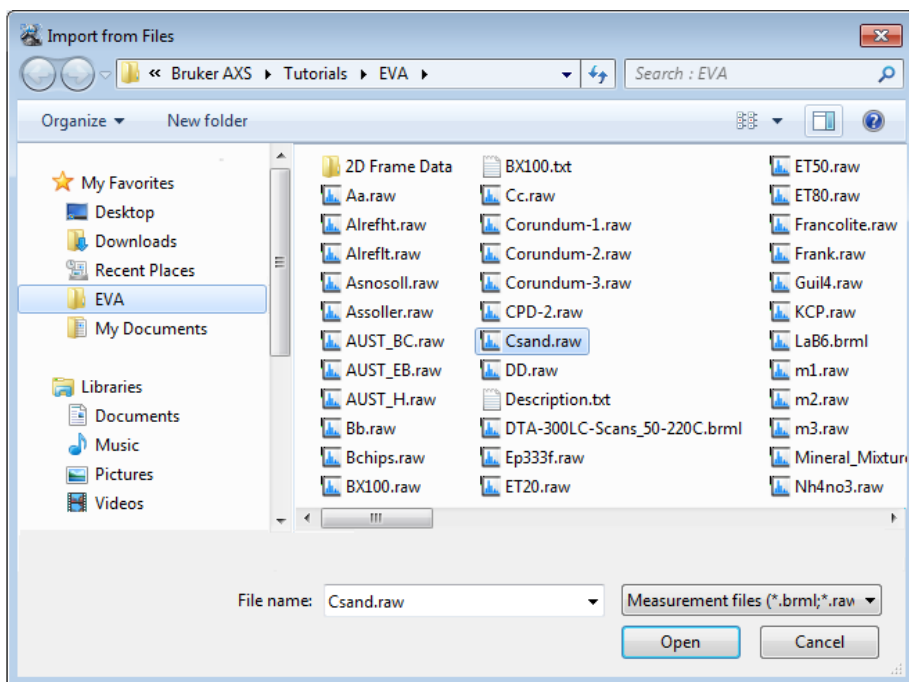 Import from Files
« Bruker AXS ▸ Tutorials ▸ EVA ▸
Search : EVA
Organize ▾ New folder
My Favorites
Desktop
Downloads
Recent Places
EVA
My Documents
Libraries
Documents
Music
Pictures
Videos
2D Frame Data
Aa.raw
Alrefht.raw
Alreflt.raw
Asnosoll.raw
Assoller.raw
AUST_BC.raw
AUST_EB.raw
AUST_H.raw
Bb.raw
Bchips.raw
BX100.raw
BX100.txt
Cc.raw
Corundum-1.raw
Corundum-2.raw
Corundum-3.raw
CPD-2.raw
Csand.raw
DD.raw
Description.txt
DTA-300LC-Scans_50-220C.brml
Ep333f.raw
ET20.raw
ET50.raw
ET80.raw
Francolite.raw
Frank.raw
Guil4.raw
KCP.raw
LaB6.brml
m1.raw
m2.raw
m3.raw
Mineral_Mixture
Nh4no3.raw
File name: Csand.raw
Measurement files (*.brml;*.raw
Open Cancel